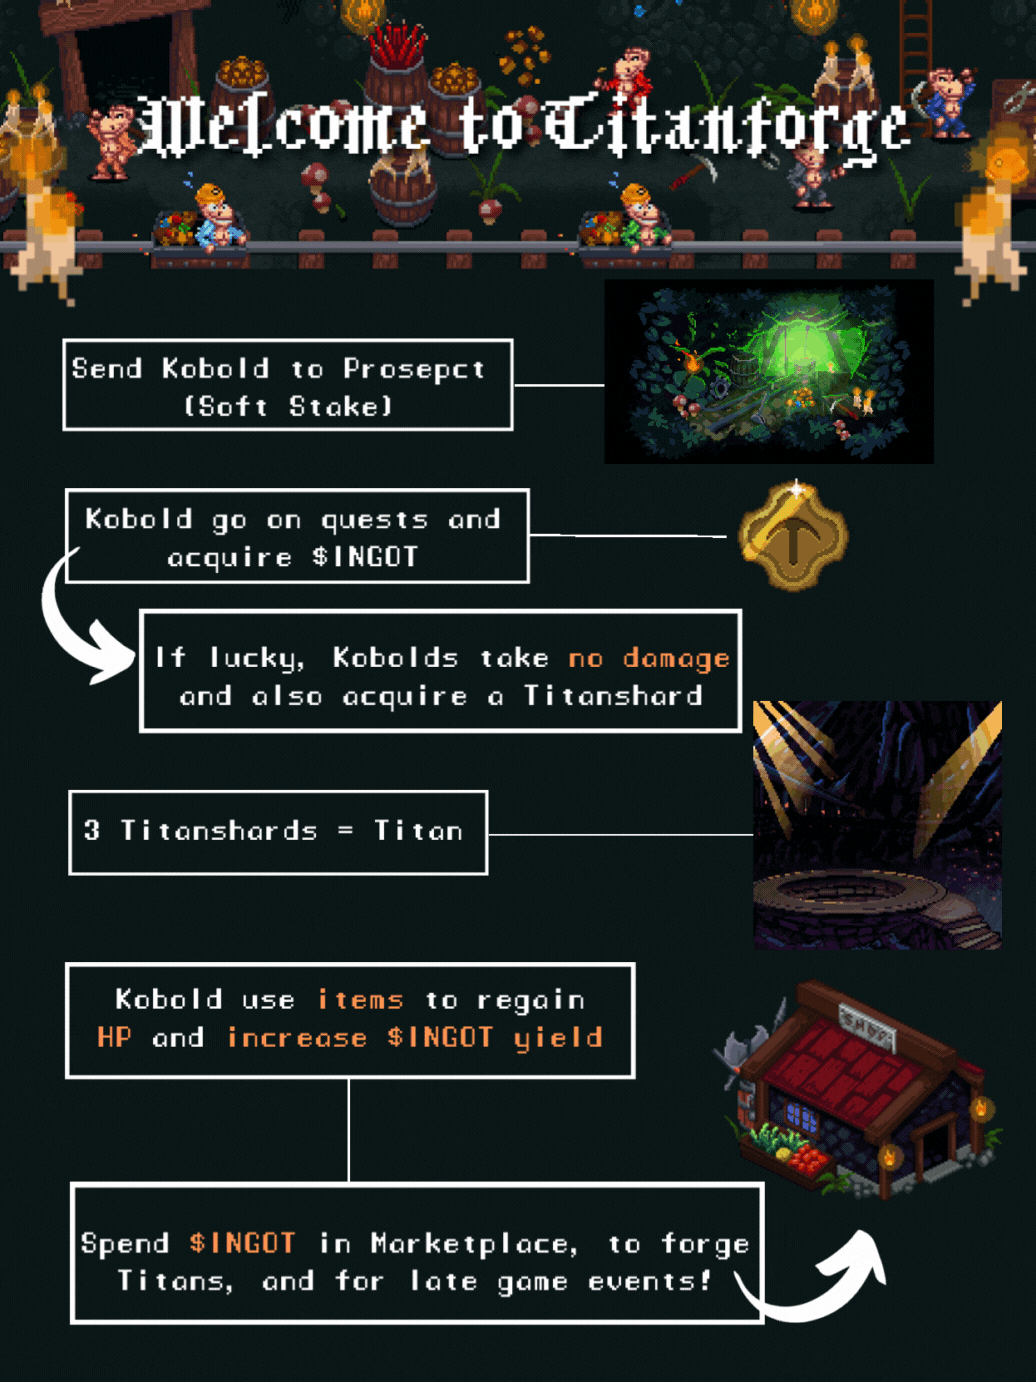 Welcome to Titanforge
Send Kobold to Prosepct
(Soft Stake)
Kobold go on quests and
acquire $INGOT
If lucky, Kobolds take no damage
and also acquire a Titanshard
3 Titanshards = Titan
Kobold use items to regain
HP and increase $INGOT yield
SHOP
Spend $INGOT in Marketplace, to forge
Titans, and for late game events!